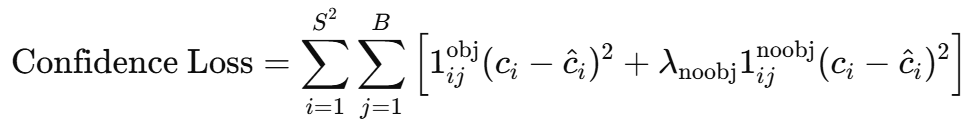 Confidence Loss = \sum_{i=1}^{S^2} \sum_{j=1}^{B} \left[ 1_{ij}^{\text{obj}} (c_i - \hat{c}_i)^2 + \lambda_{\text{noobj}} 1_{ij}^{\text{noobj}} (c_i - \hat{c}_i)^2 \right]